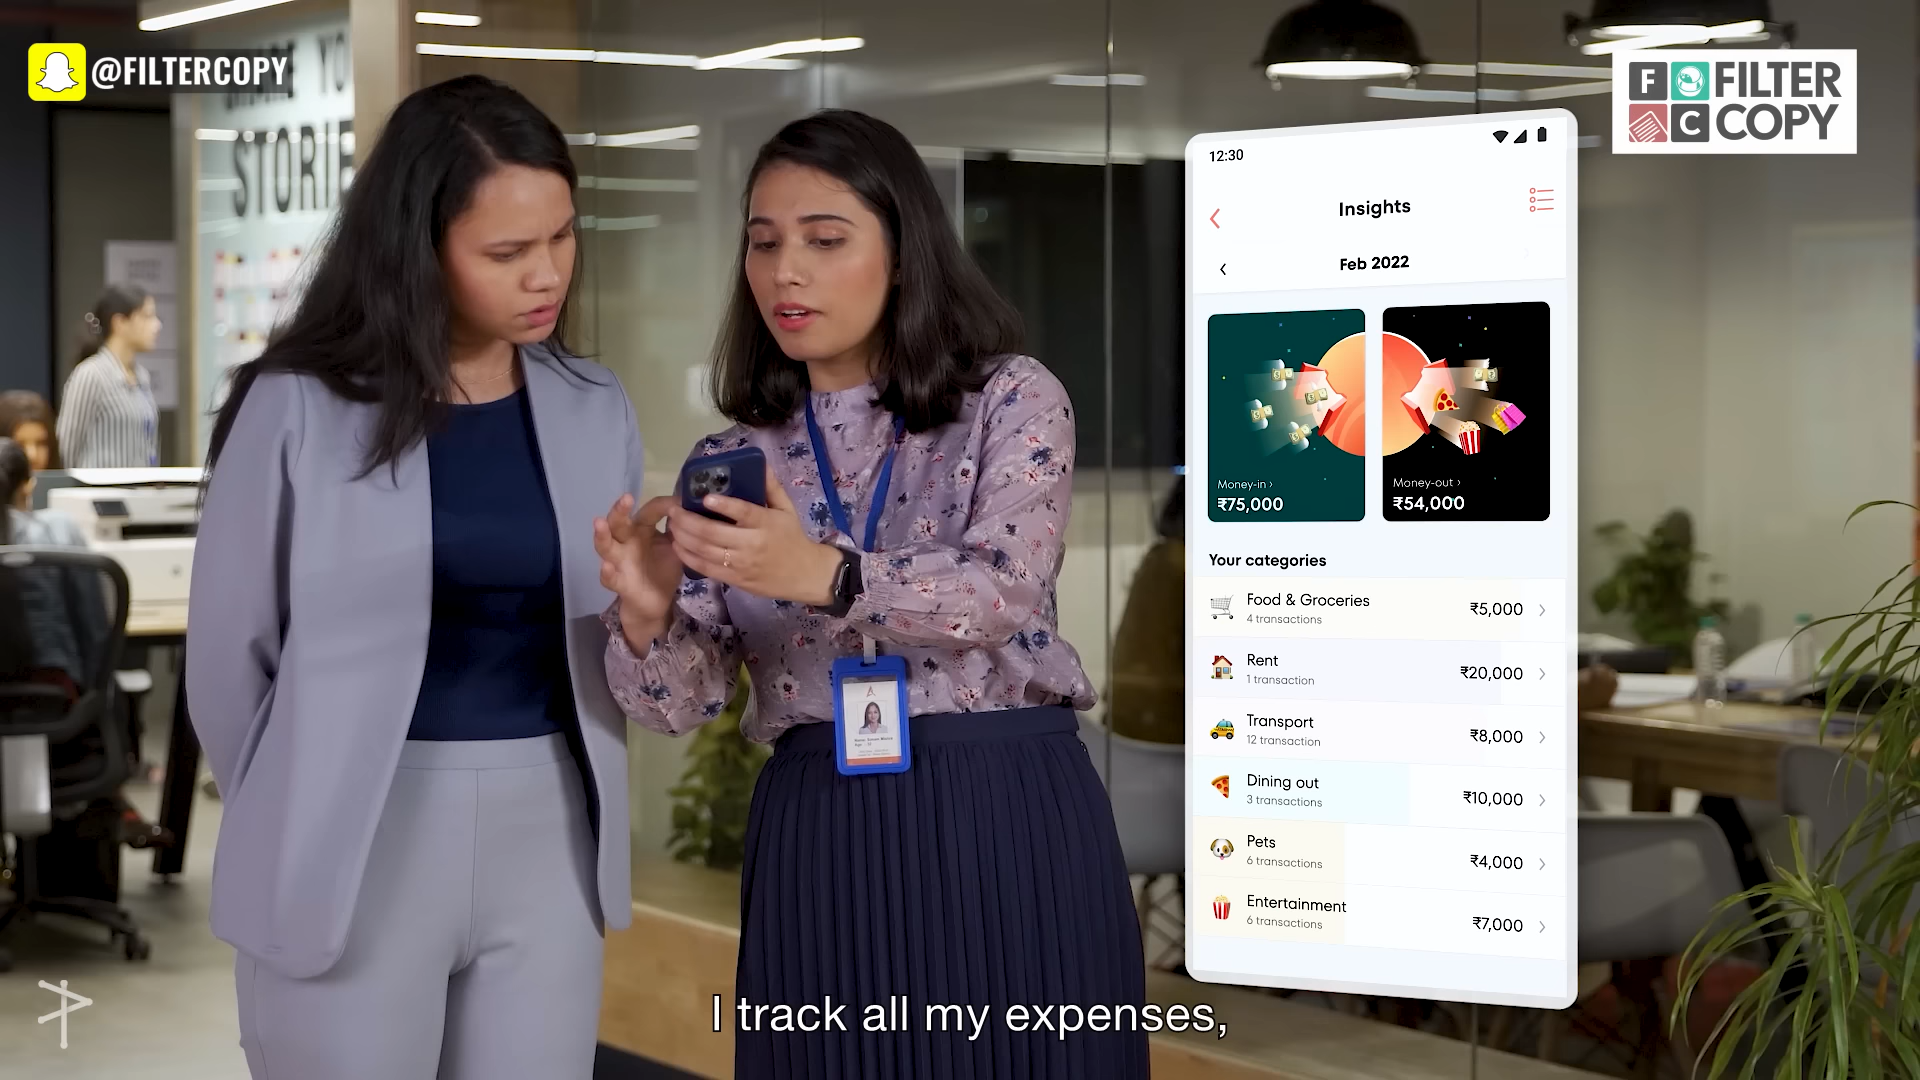 @FILTERCOPY
STORIE
F FILTER
C COPY
12:30
Insights
Feb 2022
Money-in ›
₹75,000
Money-out ›
₹54,000
Your categories
Food & Groceries
₹5,000
4 transactions
Rent
₹20,000
1 transaction
Transport
₹8,000
12 transaction
Dining out
₹10,000
3 transactions
Pets
₹4,000
6 transactions
Entertainment
₹7,000
6 transactions
I track all my expenses,